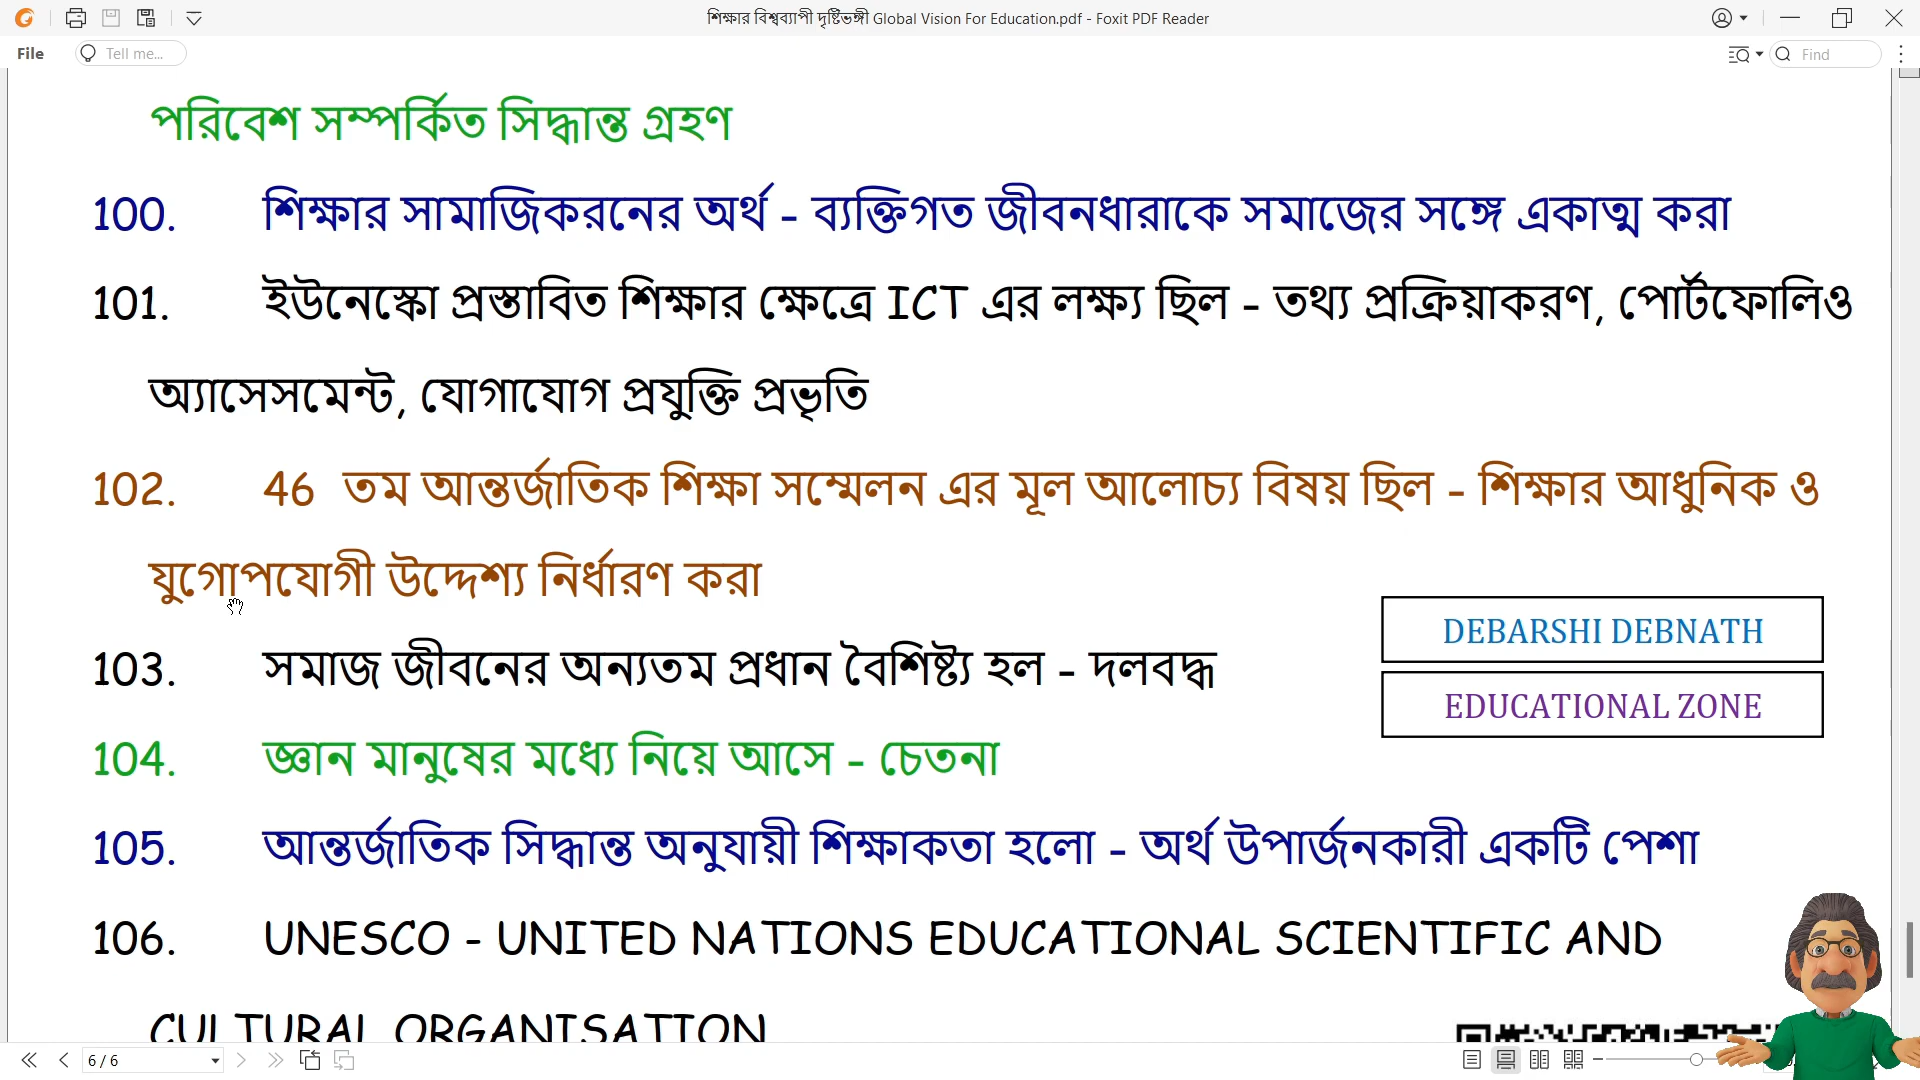 শিক্ষার বিশ্বব্যাপী দৃষ্টিভঙ্গী Global Vision For Education.pdf - Foxit PDF Reader
File
Tell me...
Find
পরিবেশ সম্পর্কিত সিদ্ধান্ত গ্রহণ
100. শিক্ষার সামাজিকরনের অর্থ - ব্যক্তিগত জীবনধারাকে সমাজের সঙ্গে একাত্ম করা
101. ইউনেস্কো প্রস্তাবিত শিক্ষার ক্ষেত্রে ICT এর লক্ষ্য ছিল - তথ্য প্রক্রিয়াকরণ, পোর্টফোলিও
অ্যাসেসমেন্ট, যোগাযোগ প্রযুক্তি প্রভৃতি
102. 46 তম আন্তর্জাতিক শিক্ষা সম্মেলন এর মূল আলোচ্য বিষয় ছিল - শিক্ষার আধুনিক ও
যুগোপযোগী উদ্দেশ্য নির্ধারণ করা
DEBARSHI DEBNATH
103. সমাজ জীবনের অন্যতম প্রধান বৈশিষ্ট্য হল - দলবদ্ধ
EDUCATIONAL ZONE
104. জ্ঞান মানুষের মধ্যে নিয়ে আসে - চেতনা
105. আন্তর্জাতিক সিদ্ধান্ত অনুযায়ী শিক্ষাকতা হলো - অর্থ উপার্জনকারী একটি পেশা
106. UNESCO - UNITED NATIONS EDUCATIONAL SCIENTIFIC AND
CULTURAL ORGANISATION
6 / 6